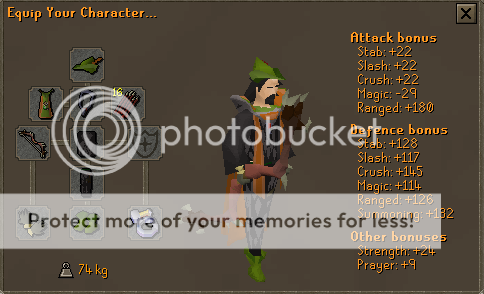 Equip Your Character...
Attack bonus
Stab: +22
Slash: +22
Crush: +22
Magic: -29
Ranged: +180
16
photobucket
Defence bonus
Stab: +128
Slash: +117
Crush: +145
Magic: +114
Ranged: +126
Summoning: +132
Protect more of your memories for less!
Other bonuses
Strength: +24
Prayer: +9
74 kg